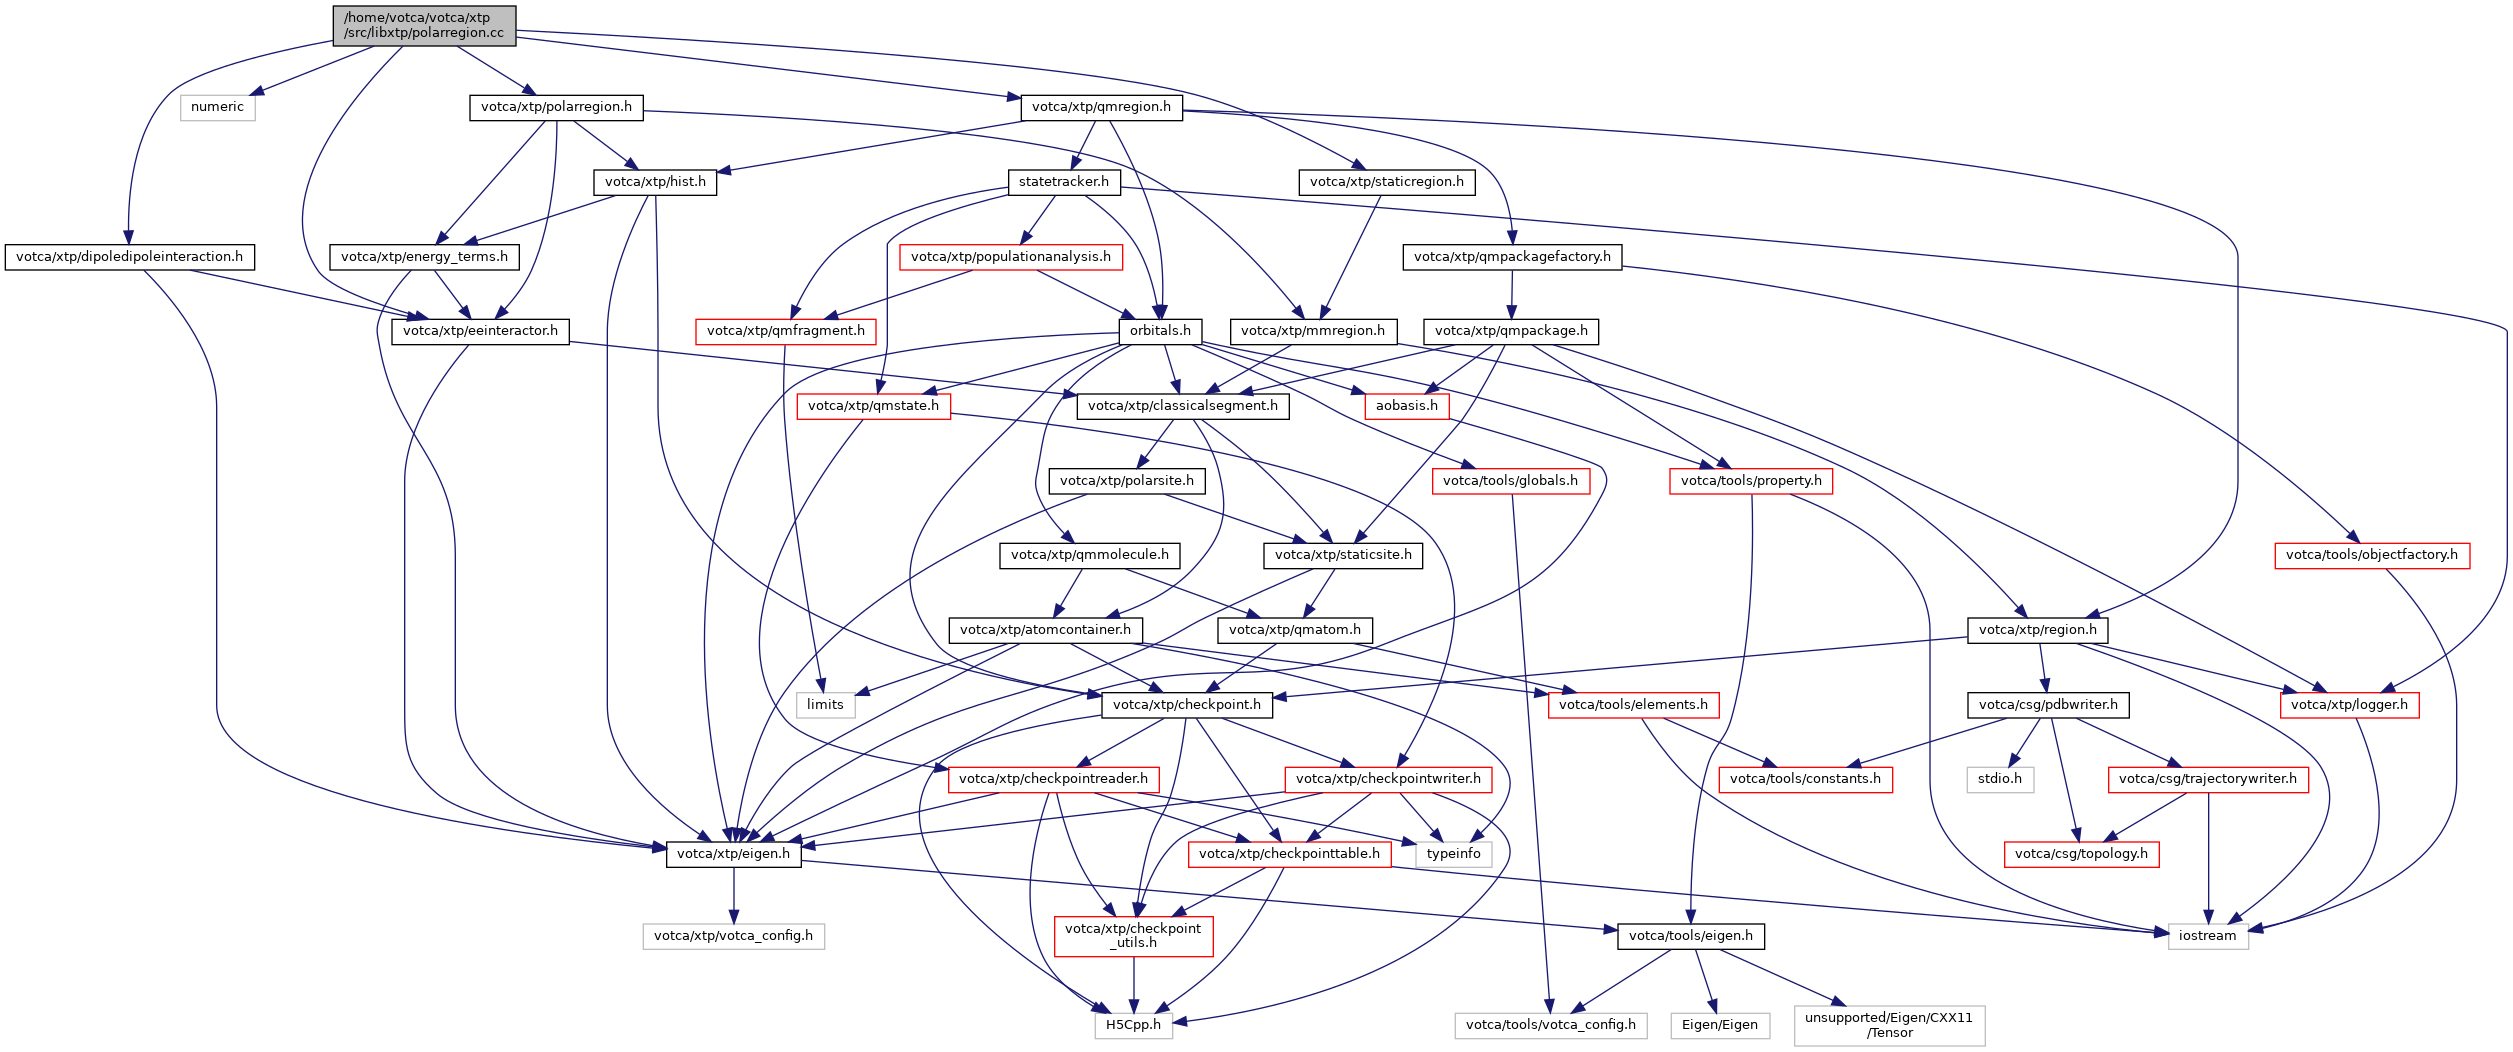 /home/votca/votca/xtp
/src/libxtp/polarregion.cc
numeric
votca/xtp/polarregion.h
votca/xtp/qmregion.h
votca/xtp/hist.h
statetracker.h
votca/xtp/staticregion.h
votca/xtp/dipoledipoleinteraction.h
votca/xtp/energy_terms.h
votca/xtp/populationanalysis.h
votca/xtp/qmpackagefactory.h
votca/xtp/eeinteractor.h
votca/xtp/qmfragment.h
orbitals.h
votca/xtp/mmregion.h
votca/xtp/qmpackage.h
votca/xtp/qmstate.h
votca/xtp/classicalsegment.h
aobasis.h
votca/xtp/polarsite.h
votca/tools/globals.h
votca/tools/property.h
votca/xtp/qmmolecule.h
votca/xtp/staticsite.h
votca/tools/objectfactory.h
votca/xtp/atomcontainer.h
votca/xtp/qmatom.h
votca/xtp/region.h
limits
votca/xtp/checkpoint.h
votca/tools/elements.h
votca/csg/pdbwriter.h
votca/xtp/logger.h
votca/xtp/checkpointreader.h
votca/xtp/checkpointwriter.h
votca/tools/constants.h
stdio.h
votca/csg/trajectorywriter.h
votca/xtp/eigen.h
votca/xtp/checkpointtable.h
typeinfo
votca/csg/topology.h
votca/xtp/votca_config.h
votca/xtp/checkpoint
_utils.h
votca/tools/eigen.h
iostream
H5Cpp.h
votca/tools/votca_config.h
Eigen/Eigen
unsupported/Eigen/CXX11
/Tensor